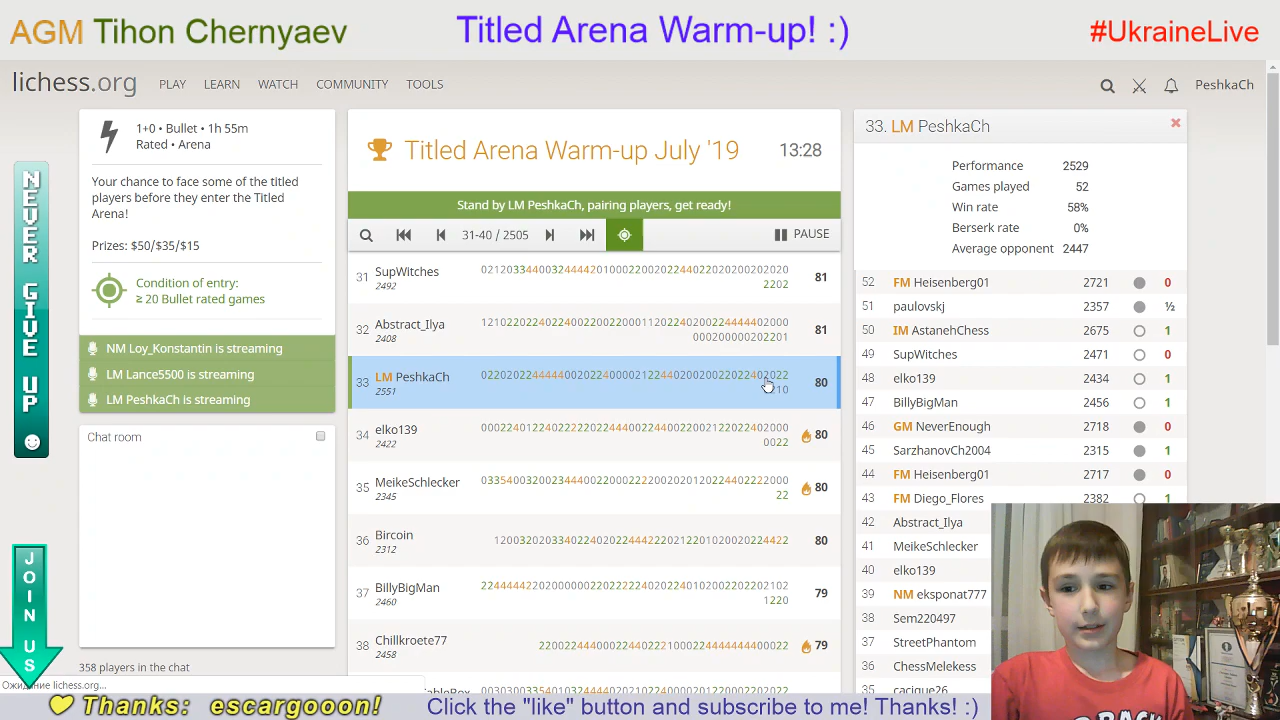 AGM Tihon Chernyaev
Titled Arena Warm-up! :)
#UkraineLive
lichess.org
PLAY LEARN WATCH COMMUNITY TOOLS
PeshkaCh
NEVER GIVE UP
JOIN US
1+0 • Bullet • 1h 55m
Rated • Arena
Your chance to face some of the titled
players before they enter the Titled
Arena!
Prizes: $50/$35/$15
Condition of entry:
≥ 20 Bullet rated games
NM Loy_Konstantin is streaming
LM Lance5500 is streaming
LM PeshkaCh is streaming
Chat room
358 players in the chat
Ожидание lichess.org...
Titled Arena Warm-up July '19 13:28
Stand by LM PeshkaCh, pairing players, get ready!
31-40 / 2505 PAUSE
31 SupWitches 81
2492
2202
32 Abstract_Ilya 81
2408
33 LM PeshkaCh 80
2551
34 elko139 80
2422
00022
35 MeikeSchlecker 80
2345
22
36 Bircoin 80
2312
37 BillyBigMan 79
2460
1220
38 Chillkroete77 79
2458
33. LM PeshkaCh
Performance 2529
Games played 52
Win rate 58%
Berserk rate 0%
Average opponent 2447
52 FM Heisenberg01 2721 0
51 paulovskj 2357 ½
50 IM AstanehChess 2675 1
49 SupWitches 2471 0
48 elko139 2434 1
47 BillyBigMan 2456 1
46 GM NeverEnough 2718 0
45 SarzhanovCh2004 2315 1
44 FM Heisenberg01 2717 0
43 FM Diego_Flores 2382 1
42 Abstract_Ilya
41 MeikeSchlecker
40 elko139
39 NM eksponat777
38 Sem220497
37 StreetPhantom
36 ChessMelekess
35 cacique26
Thanks: escargooon!
Click the "like" button and subscribe to me! Thanks! :)